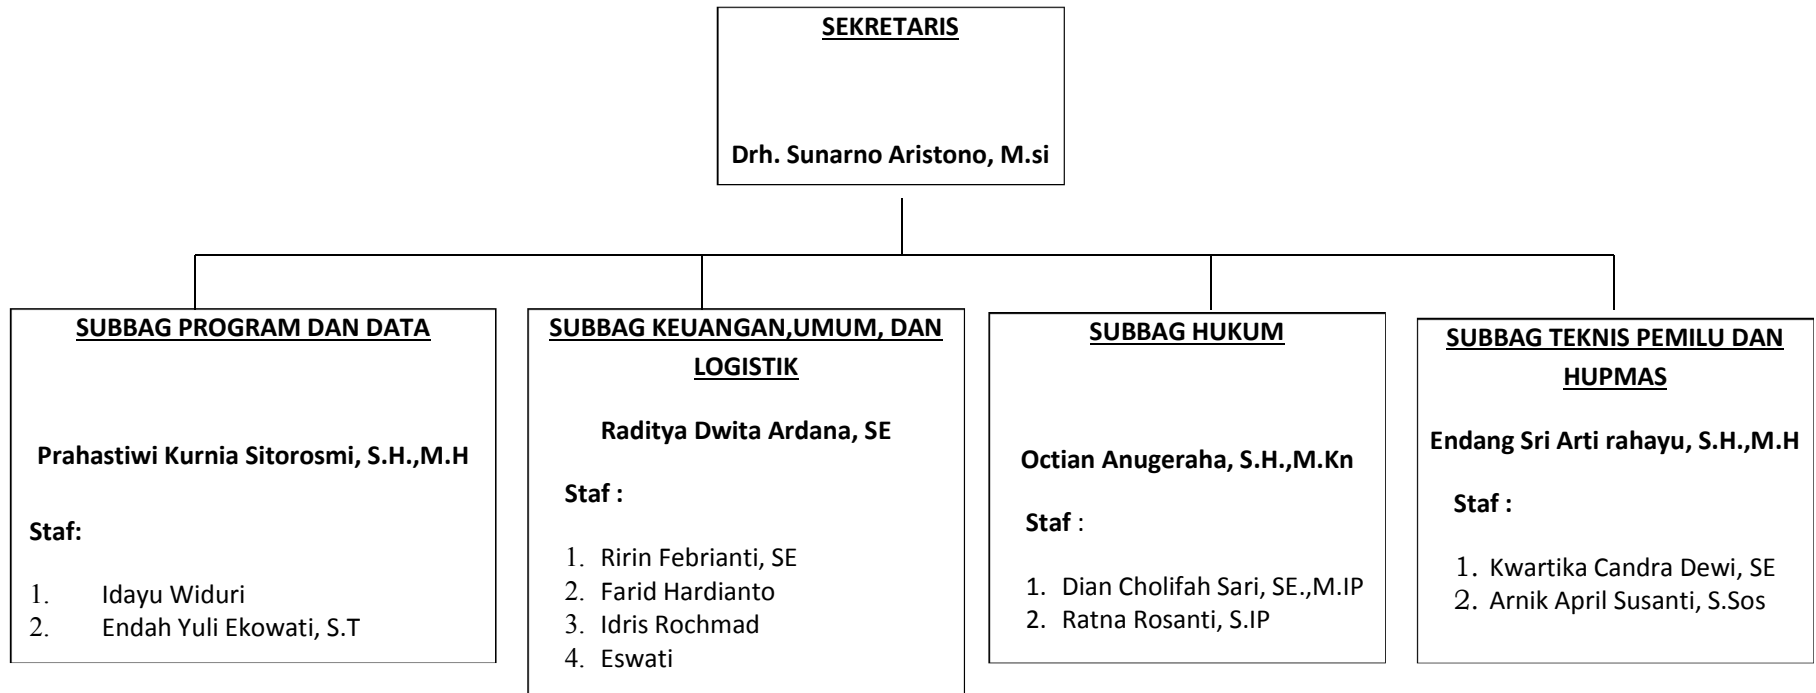 SEKRETARIS
Drh. Sunarno Aristono, M.si
SUBBAG PROGRAM DAN DATA
Prahastiwi Kurnia Sitorosmi, S.H.,M.H
Staf:
1. Idayu Widuri
2. Endah Yuli Ekowati, S.T
SUBBAG KEUANGAN,UMUM, DAN
LOGISTIK
Raditya Dwita Ardana, SE
Staf :
1. Ririn Febrianti, SE
2. Farid Hardianto
3. Idris Rochmad
4. Eswati
SUBBAG HUKUM
Octian Anugeraha, S.H.,M.Kn
Staf :
1. Dian Cholifah Sari, SE.,M.IP
2. Ratna Rosanti, S.IP
SUBBAG TEKNIS PEMILU DAN
HUPMAS
Endang Sri Arti rahayu, S.H.,M.H
Staf :
1. Kwartika Candra Dewi, SE
2. Arnik April Susanti, S.Sos